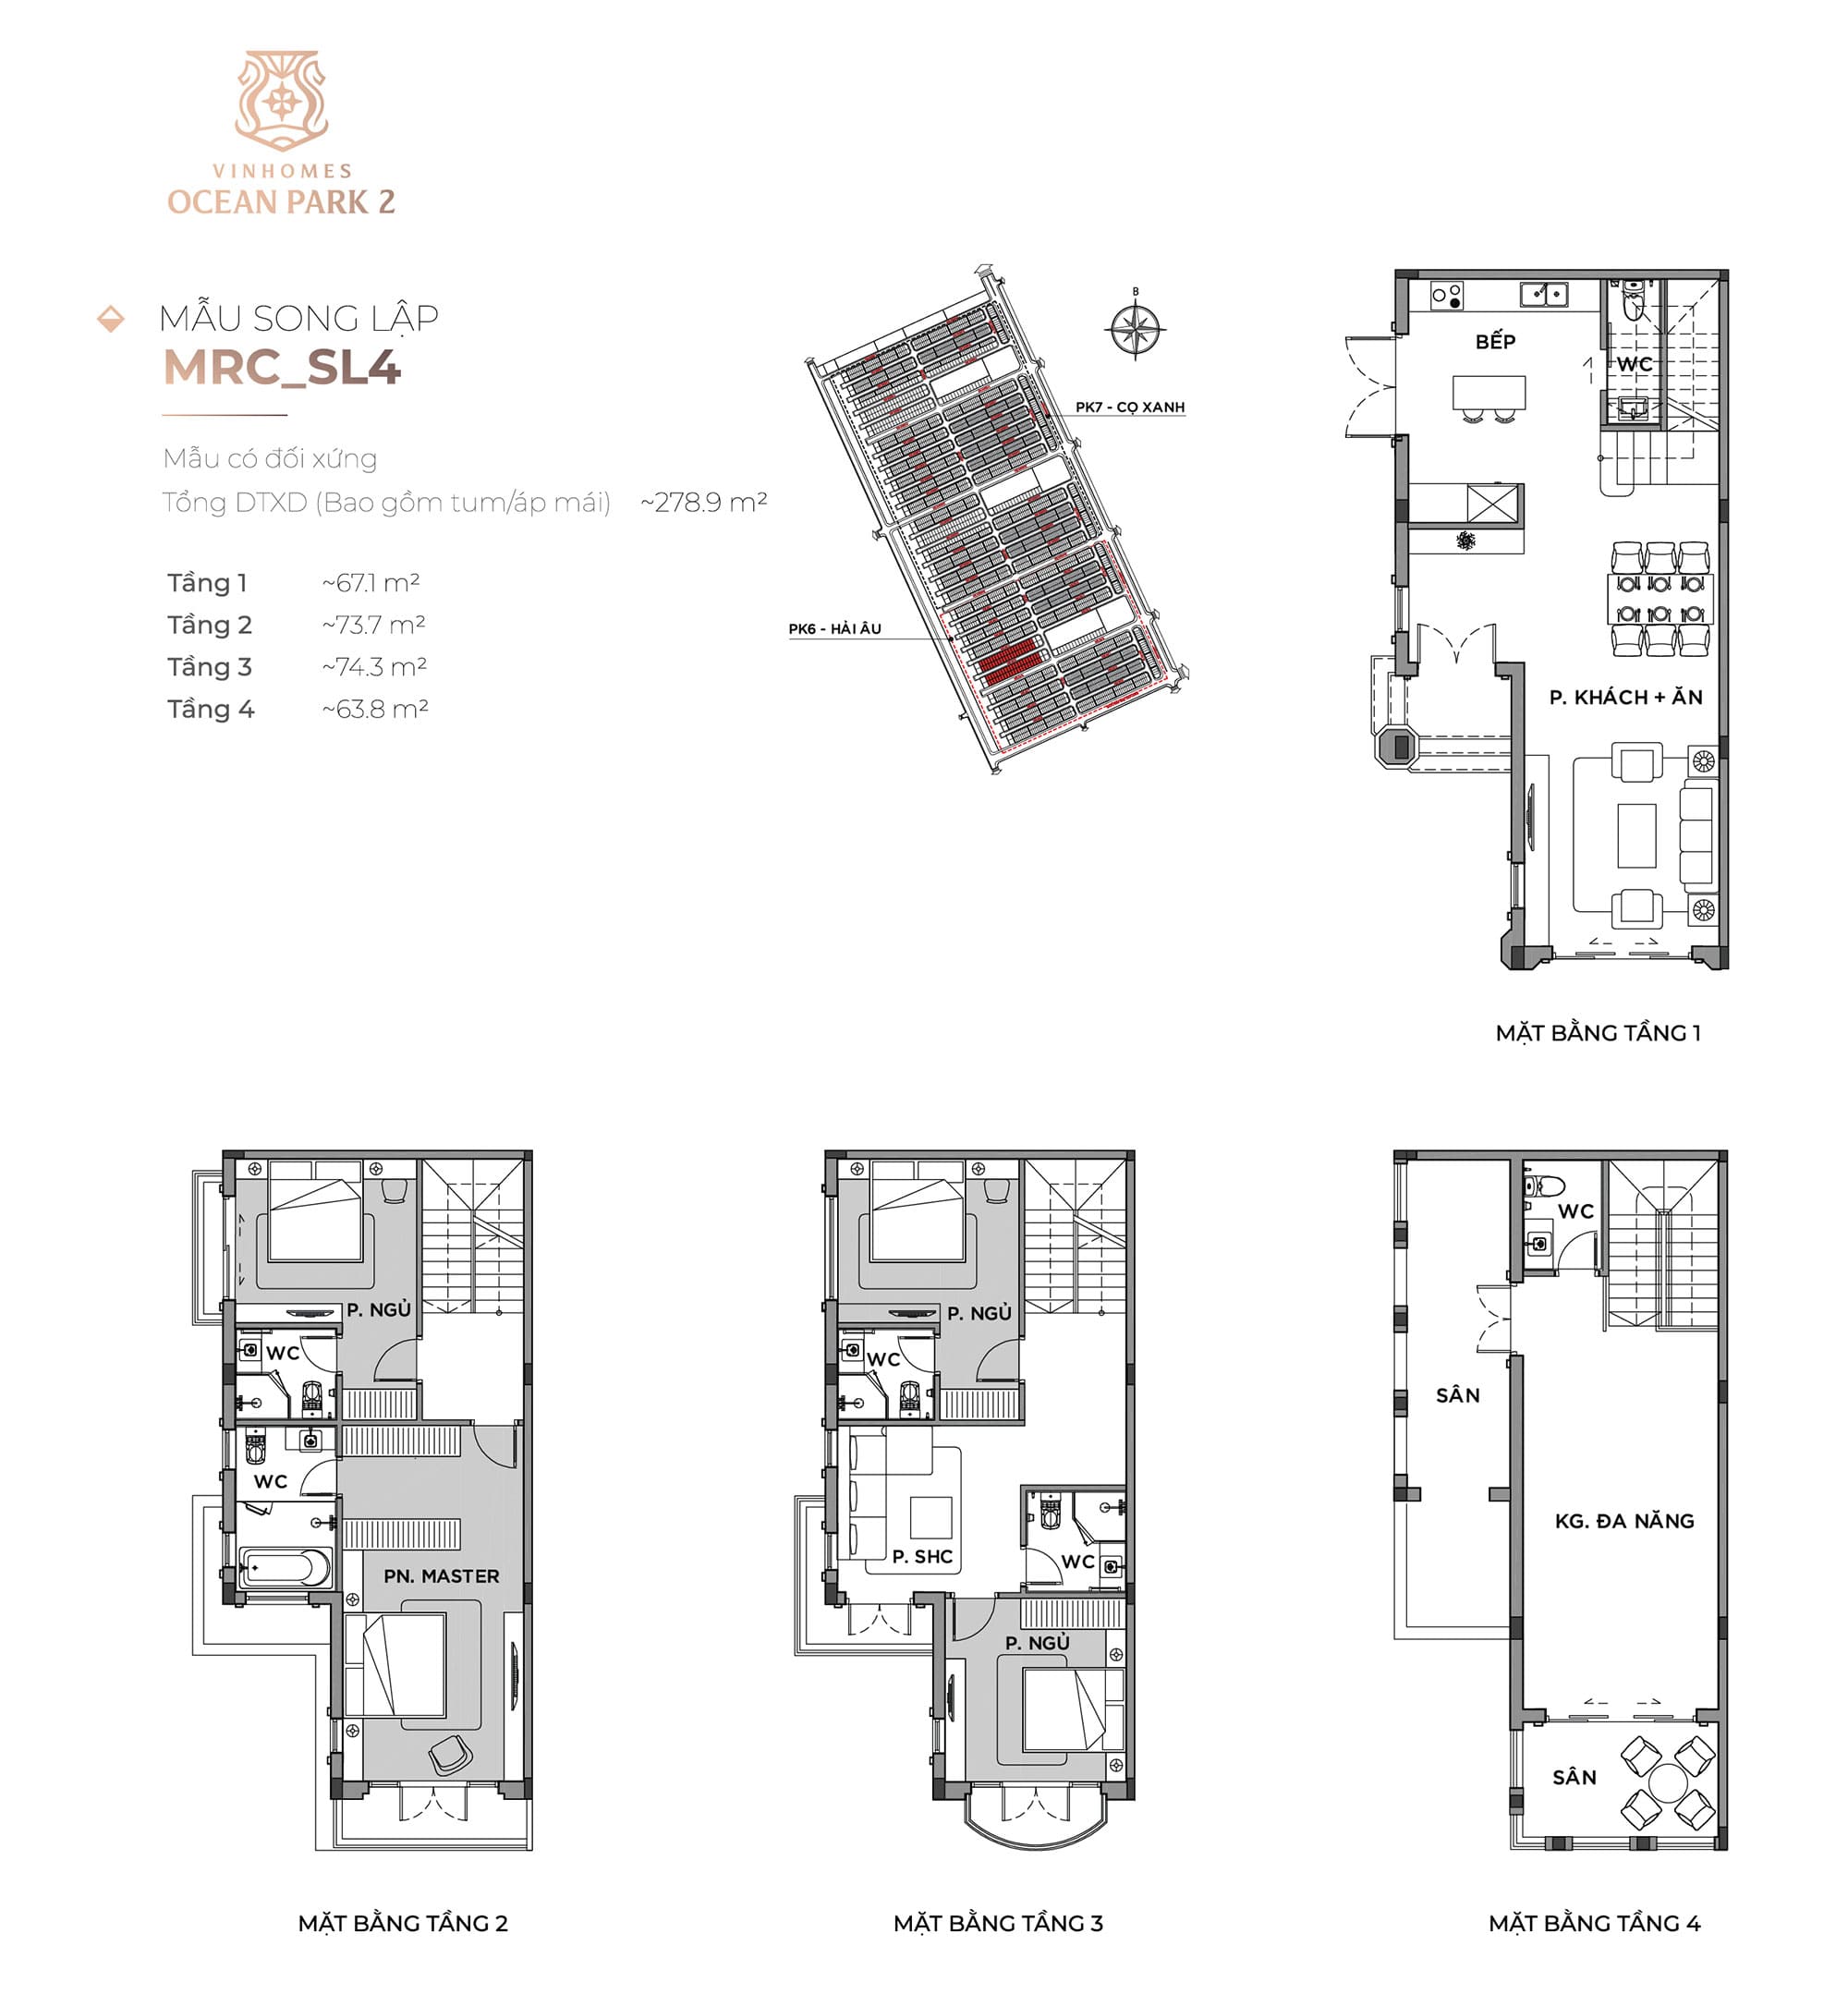 VINHOMES
OCEAN PARK 2
MẪU SONG LẬP
MRC_SL4
Mẫu có đối xứng
Tổng DTXD (Bao gồm tum/áp mái) ~278.9 m²
Tầng 1 ~67.1 m²
Tầng 2 ~73.7 m²
Tầng 3 ~74.3 m²
Tầng 4 ~63.8 m²
B
PK7 - CỌ XANH
PK6 - HẢI ÂU
BẾP
WC
P. KHÁCH + ĂN
MẶT BẰNG TẦNG 1
P. NGỦ
WC
WC
PN. MASTER
MẶT BẰNG TẦNG 2
P. NGỦ
WC
P. SHC
WC
P. NGỦ
MẶT BẰNG TẦNG 3
WC
SÂN
KG. ĐA NĂNG
SÂN
MẶT BẰNG TẦNG 4